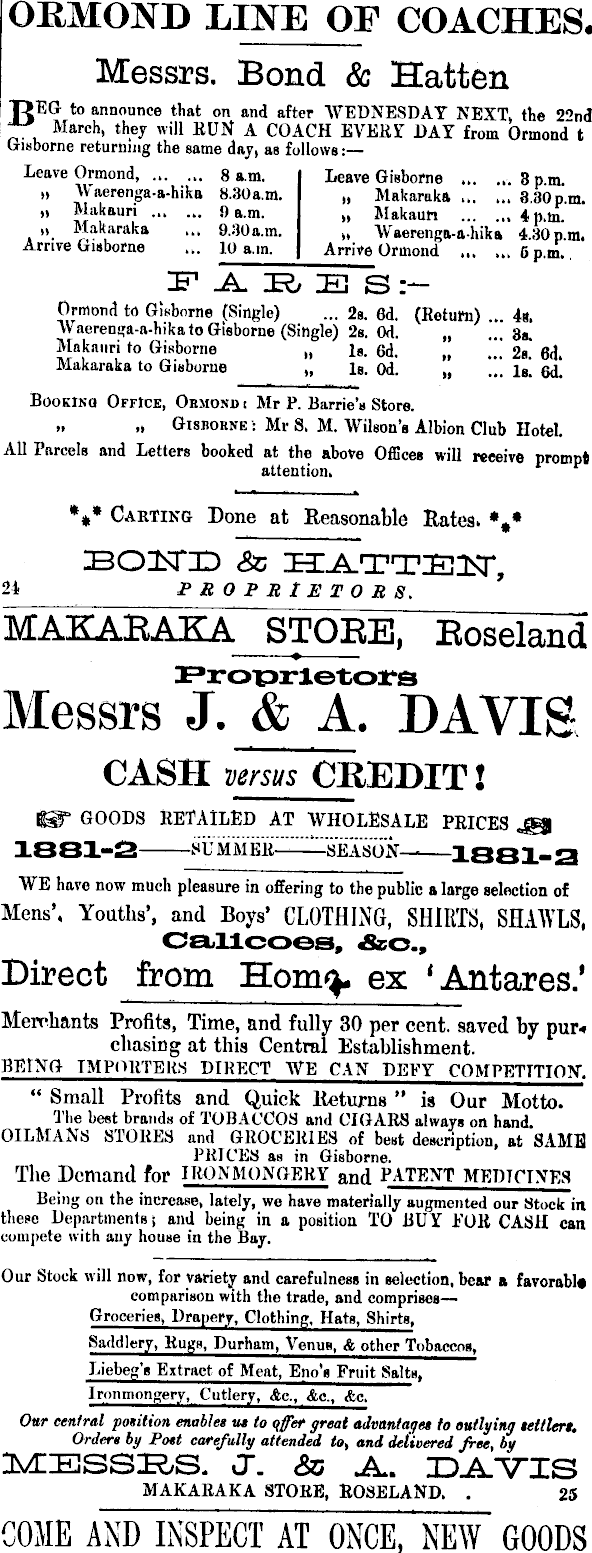 ORMOND LINE OF COACHES.
Messrs. Bond & Hatten
BEG to announce that on and after WEDNESDAY NEXT, the 22nd
March, they will RUN A COACH EVERY DAY from Ormond t
Gisborne returning the same day, as follows:—
Leave Ormond, ... ... 8 a.m.
„ Waerenga-a-hika 8.30 a.m.
„ Makauri ... ... 9 a.m.
„ Makaraka ... 9.30 a.m.
Arrive Gisborne ... 10 a.m.
Leave Gisborne ... ... 3 p.m.
„ Makaraka ... ... 3.30 p.m.
„ Makauri ... ... 4 p.m.
„ Waerenga-a-hika 4.30 p.m.
Arrive Ormond ... ... 5 p.m.
FARES:—
Ormond to Gisborne (Single) ... 2s. 6d. (Return) ... 4s.
Waerenga-a-hika to Gisborne (Single) 2s. 0d. „ ... 3s.
Makauri to Gisborne „ 1s. 6d. „ ... 2s. 6d.
Makaraka to Gisborne „ 1s. 0d. „ ... 1s. 6d.
BOOKING OFFICE, ORMOND: Mr P. Barrie's Store.
„ „ GISBORNE: Mr S. M. Wilson's Albion Club Hotel.
All Parcels and Letters booked at the above Offices will receive prompt
attention.
*** CARTING Done at Reasonable Rates. ***
BOND & HATTEN,
24 PROPRIETORS.
MAKARAKA STORE, Roseland
Proprietors
Messrs J. & A. DAVIS
CASH versus CREDIT!
GOODS RETAILED AT WHOLESALE PRICES
1881-2——SUMMER——SEASON——1881-2
WE have now much pleasure in offering to the public a large selection of
Mens', Youths', and Boys' CLOTHING, SHIRTS, SHAWLS,
Calicoes, &c.,
Direct from Home, ex 'Antares.'
Merchants Profits, Time, and fully 30 per cent. saved by pur-
chasing at this Central Establishment.
BEING IMPORTERS DIRECT WE CAN DEFY COMPETITION.
"Small Profits and Quick Returns" is Our Motto.
The best brands of TOBACCOS and CIGARS always on hand.
OILMANS STORES and GROCERIES of best description, at SAME
PRICES as in Gisborne.
The Demand for IRONMONGERY and PATENT MEDICINES
Being on the increase, lately, we have materially augmented our Stock in
these Departments; and being in a position TO BUY FOR CASH can
compete with any house in the Bay.
Our Stock will now, for variety and carefulness in selection, bear a favorable
comparison with the trade, and comprises—
Groceries, Drapery, Clothing, Hats, Shirts,
Saddlery, Rugs, Durham, Venus, & other Tobaccos,
Liebeg's Extract of Meat, Eno's Fruit Salts,
Ironmongery, Cutlery, &c., &c., &c.
Our central position enables us to offer great advantages to outlying settlers.
Orders by Post carefully attended to, and delivered free, by
MESSRS. J. & A. DAVIS
MAKARAKA STORE, ROSELAND. . 25
COME AND INSPECT AT ONCE, NEW GOODS